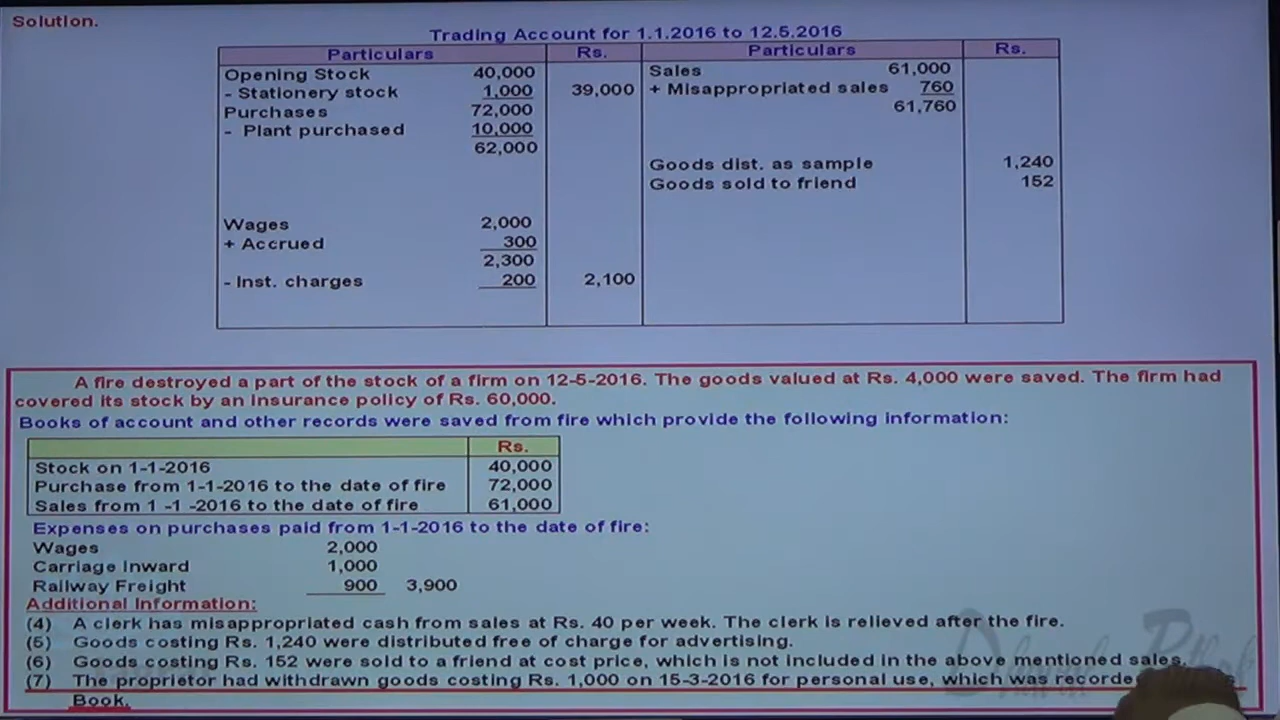 Solution.
Trading Account for 1.1.2016 to 12.5.2016
Particulars Rs. Particulars Rs.
Opening Stock 40,000 Sales 61,000
- Stationery stock 1,000 39,000 + Misappropriated sales 760
Purchases 72,000 61,760
- Plant purchased 10,000
62,000
Goods dist. as sample 1,240
Goods sold to friend 152
Wages 2,000
+ Accrued 300
2,300
- Inst. charges 200 2,100
A fire destroyed a part of the stock of a firm on 12-5-2016. The goods valued at Rs. 4,000 were saved. The firm had
covered its stock by an Insurance policy of Rs. 60,000.
Books of account and other records were saved from fire which provide the following information:
Rs.
Stock on 1-1-2016 40,000
Purchase from 1-1-2016 to the date of fire 72,000
Sales from 1 -1 -2016 to the date of fire 61,000
Expenses on purchases paid from 1-1-2016 to the date of fire:
Wages 2,000
Carriage Inward 1,000
Railway Freight 900 3,900
Additional Information:
(4) A clerk has misappropriated cash from sales at Rs. 40 per week. The clerk is relieved after the fire.
(5) Goods costing Rs. 1,240 were distributed free of charge for advertising.
(6) Goods costing Rs. 152 were sold to a friend at cost price, which is not included in the above mentioned sales.
(7) The proprietor had withdrawn goods costing Rs. 1,000 on 15-3-2016 for personal use, which was
Book.